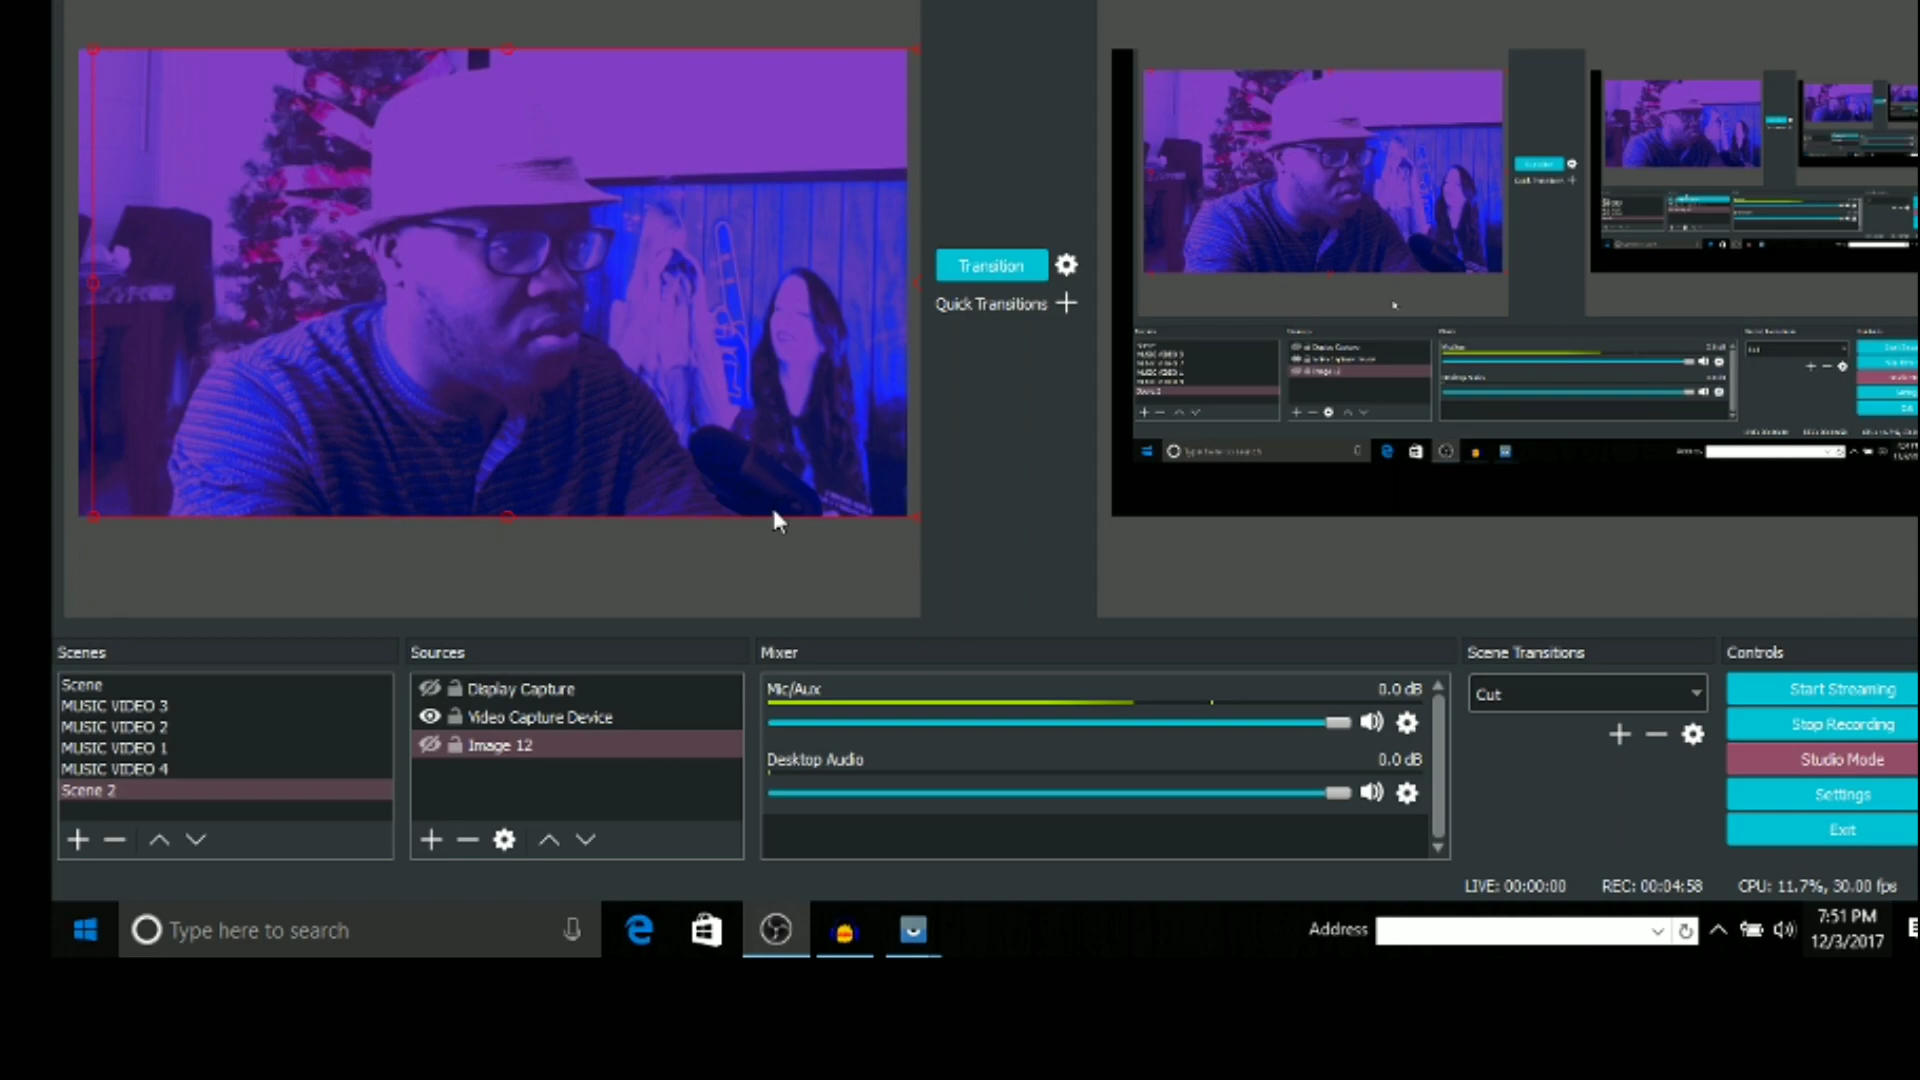 Transition
Quick Transitions
Scenes
Scene
MUSIC VIDEO 3
MUSIC VIDEO 2
MUSIC VIDEO 1
MUSIC VIDEO 4
Scene 2
Sources
Display Capture
Video Capture Device
Image 12
Mixer
Mic/Aux 0.0 dB
Desktop Audio 0.0 dB
Scene Transitions
Cut
Controls
Start Streaming
Stop Recording
Studio Mode
Settings
Exit
LIVE: 00:00:00 REC: 00:04:58 CPU: 11.7%, 30.00 fps
Type here to search
Address
7:51 PM
12/3/2017